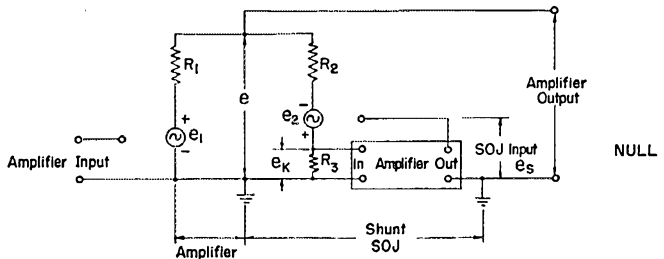 R1
R2
e
Amplifier
Output
+
e1
-
-
e2
+
SOJ Input
eS
NULL
Amplifier Input
eK
R3
In
Amplifier
Out
Shunt
SOJ
Amplifier